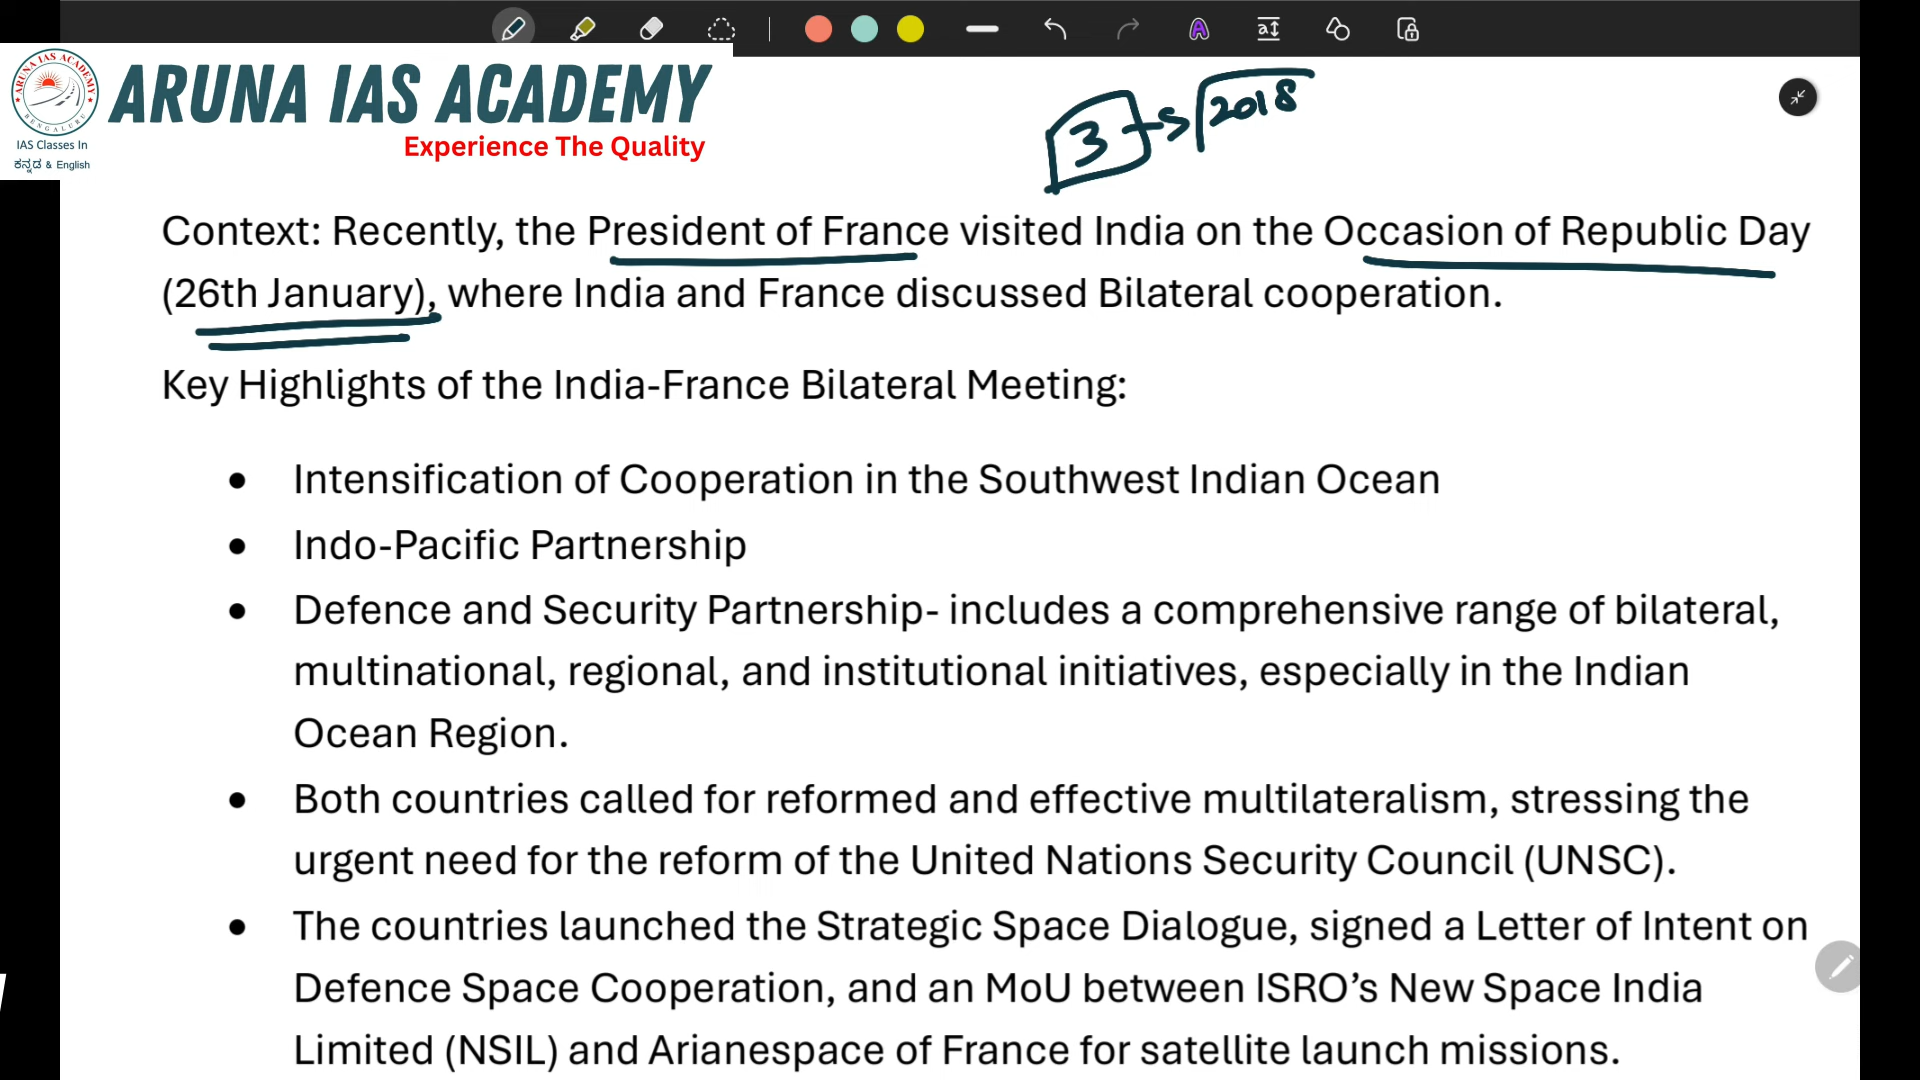 ARUNA IAS ACADEMY
Experience The Quality
ARUNA IAS ACADEMY
BENGALURU
IAS Classes In
ಕನ್ನಡ & English
3 → 2018
Context: Recently, the President of France visited India on the Occasion of Republic Day
(26th January), where India and France discussed Bilateral cooperation.
Key Highlights of the India-France Bilateral Meeting:
• Intensification of Cooperation in the Southwest Indian Ocean
• Indo-Pacific Partnership
• Defence and Security Partnership- includes a comprehensive range of bilateral,
multinational, regional, and institutional initiatives, especially in the Indian
Ocean Region.
• Both countries called for reformed and effective multilateralism, stressing the
urgent need for the reform of the United Nations Security Council (UNSC).
• The countries launched the Strategic Space Dialogue, signed a Letter of Intent on
Defence Space Cooperation, and an MoU between ISRO’s New Space India
Limited (NSIL) and Arianespace of France for satellite launch missions.